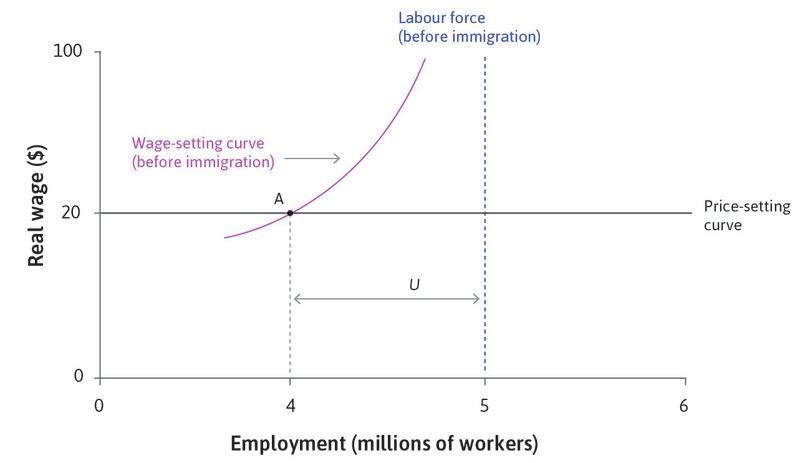 Labour force
(before immigration)
100
Wage-setting curve
(before immigration)
A
20
Price-setting
curve
Real wage ($)
U
0
0
4
5
6
Employment (millions of workers)